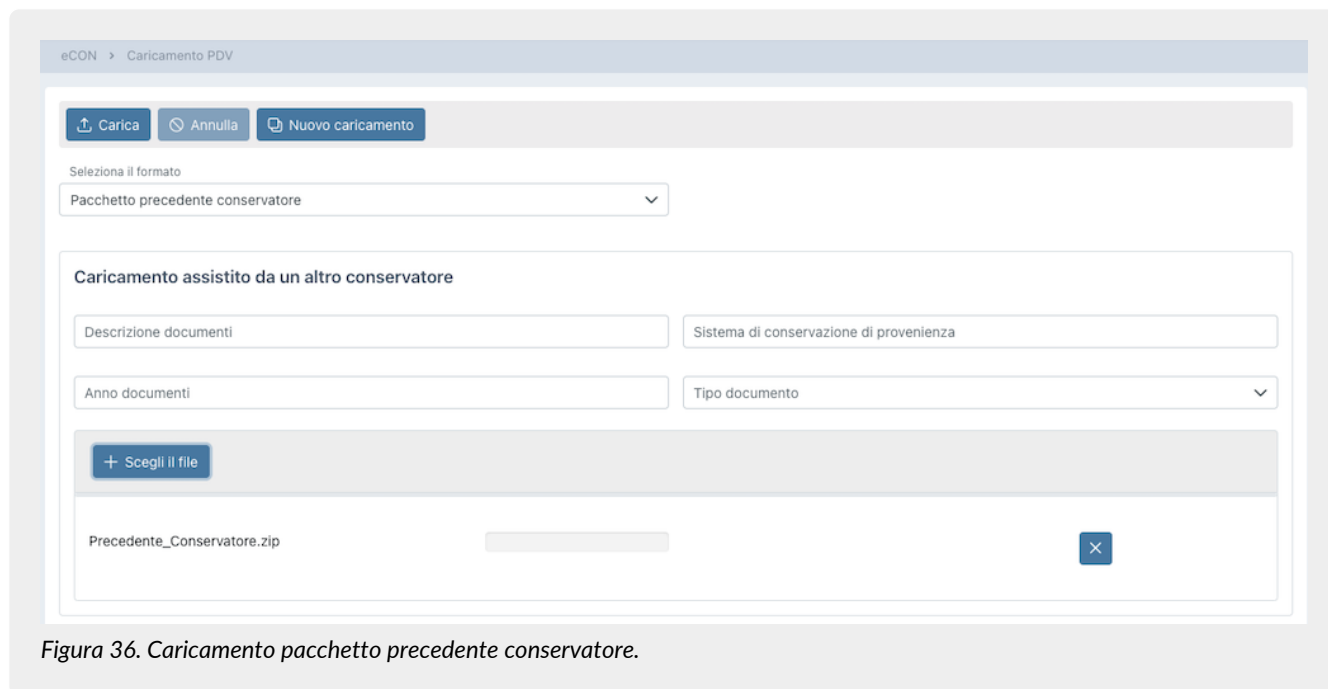 eCON > Caricamento PDV
Carica Annulla Nuovo caricamento
Seleziona il formato
Pacchetto precedente conservatore
Caricamento assistito da un altro conservatore
Descrizione documenti Sistema di conservazione di provenienza
Anno documenti Tipo documento
+ Scegli il file
Precedente_Conservatore.zip
Figura 36. Caricamento pacchetto precedente conservatore.